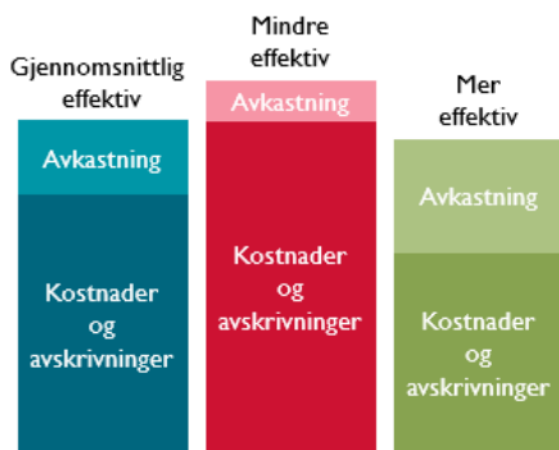 Gjennomsnittlig
effektiv
Avkastning
Kostnader
og
avskrivninger
Mindre
effektiv
Avkastning
Kostnader
og
avskrivninger
Mer
effektiv
Avkastning
Kostnader
og
avskrivninger